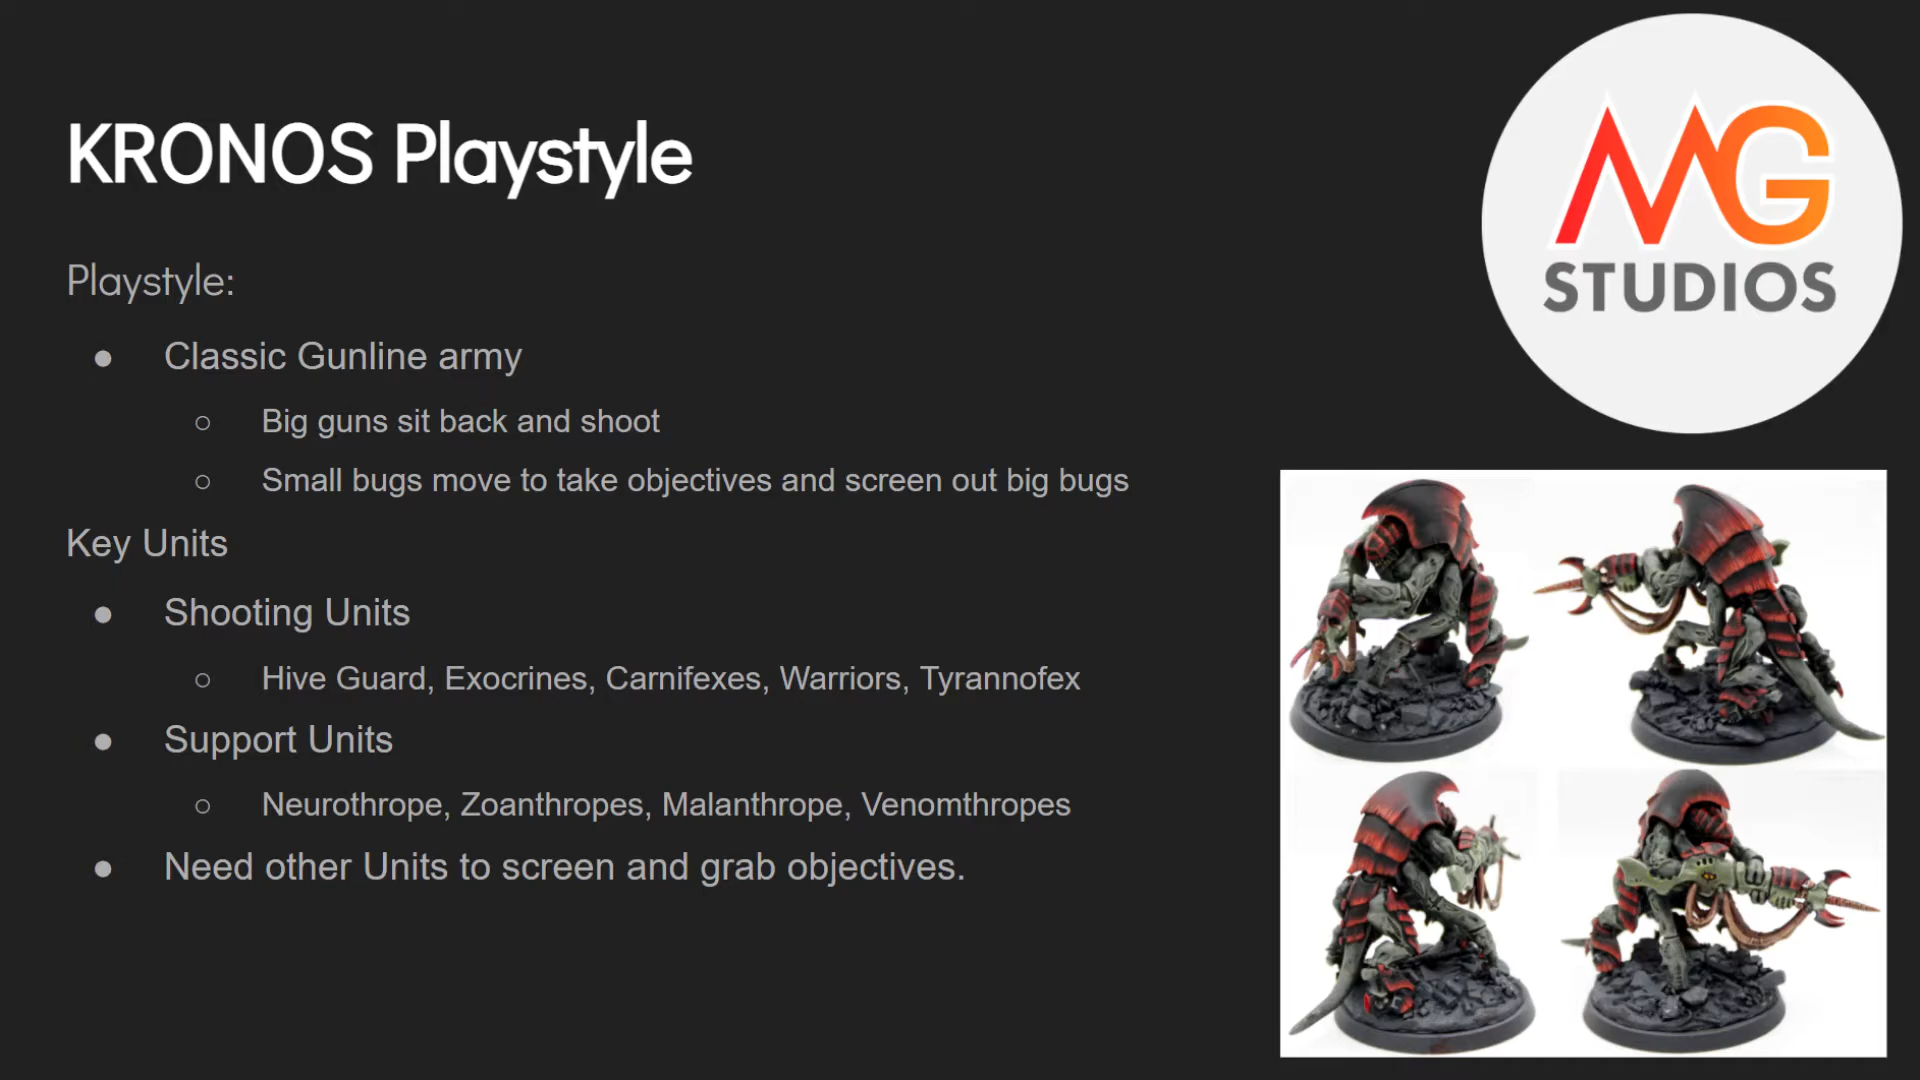 KRONOS Playstyle
Playstyle:
● Classic Gunline army
○ Big guns sit back and shoot
○ Small bugs move to take objectives and screen out big bugs
Key Units
● Shooting Units
○ Hive Guard, Exocrines, Carnifexes, Warriors, Tyrannofex
● Support Units
○ Neurothrope, Zoanthropes, Malanthrope, Venomthropes
● Need other Units to screen and grab objectives.
MG
STUDIOS